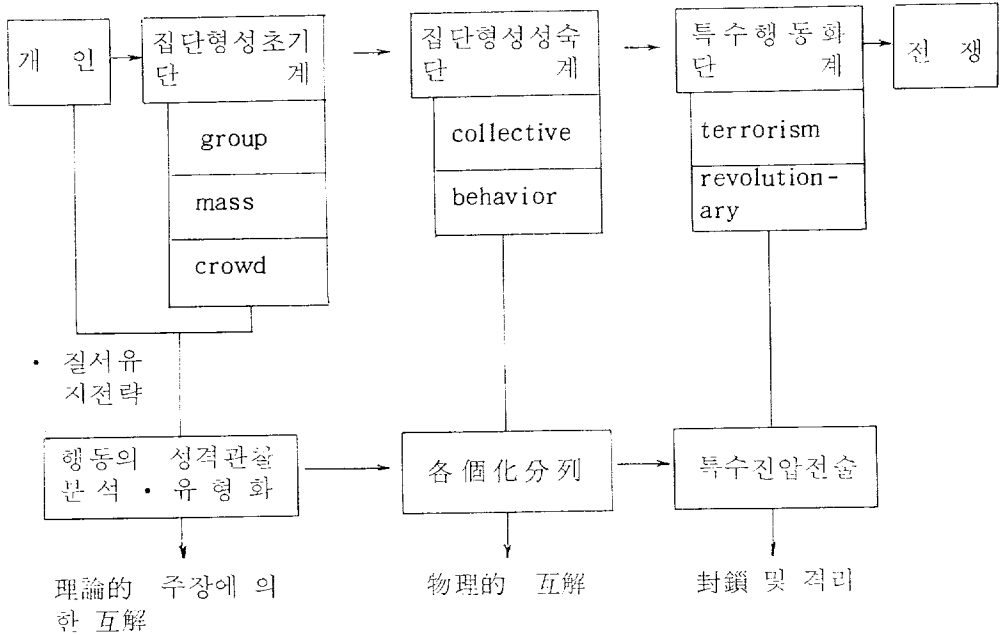 개 인
집단형성초기
단 계
집단형성성숙
단 계
특수행동화
단 계
전 쟁
group
mass
crowd
collective
behavior
terrorism
revolution-
ary
· 질서유
지전략
행동의 성격관찰
분석 · 유형화
各個化分列
특수진압전술
理論的 주장에 의
한 互解
物理的 互解
封鎖 및 격리